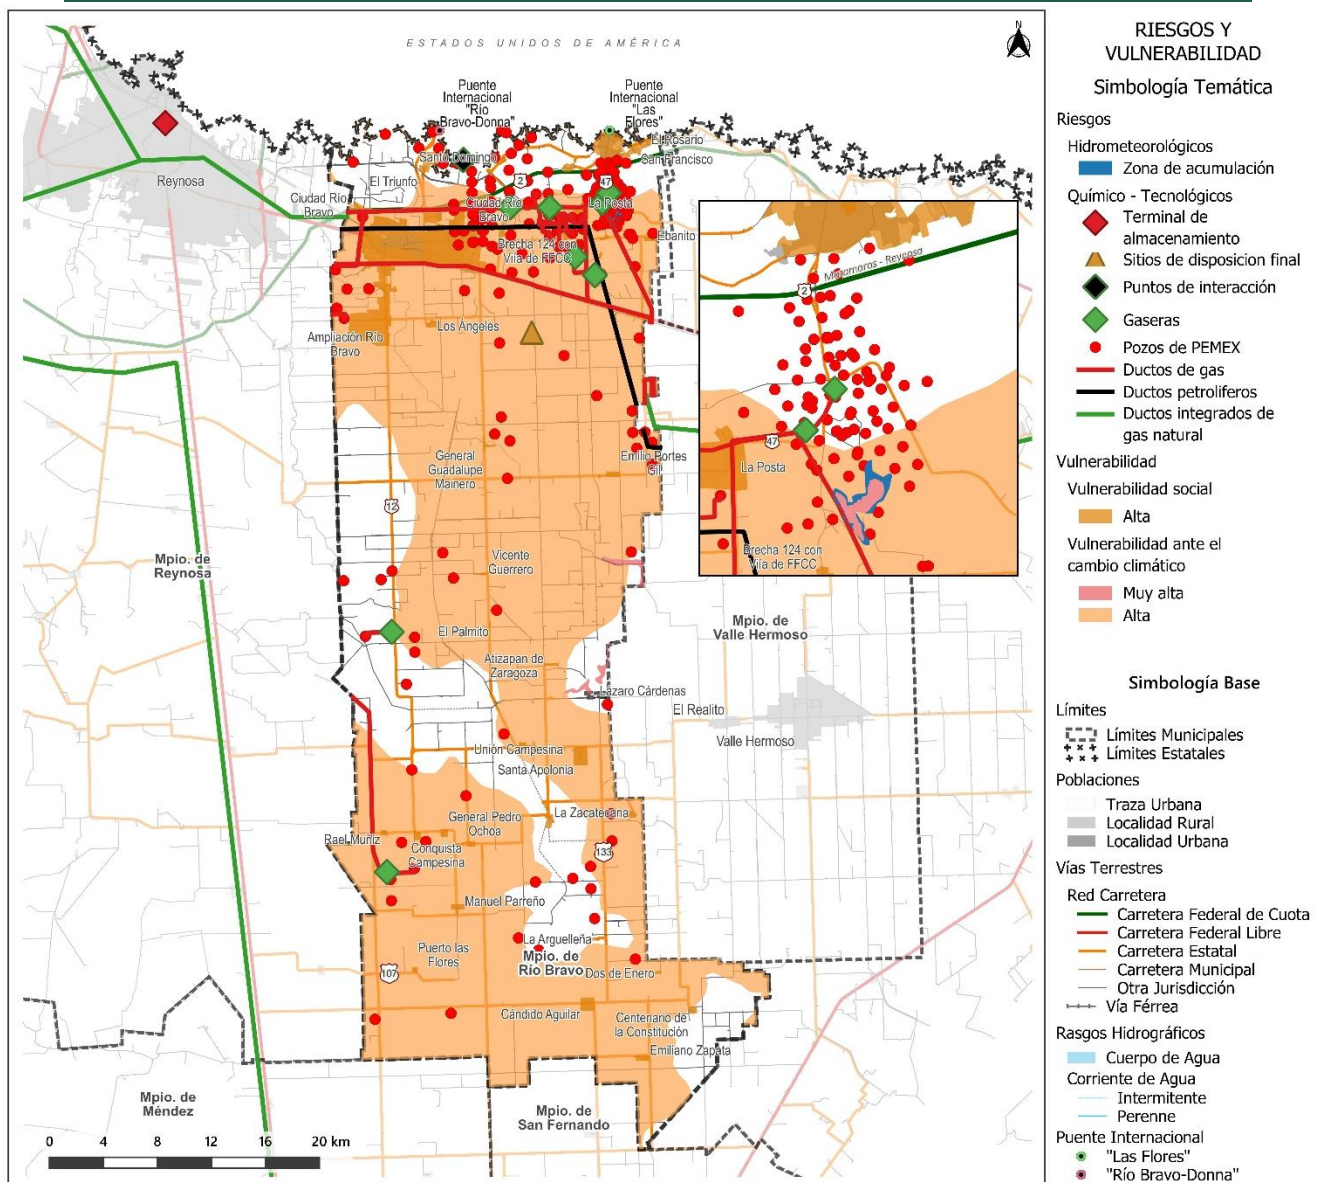 ESTADOS UNIDOS DE AMÉRICA
N
Puente
Internacional
"Río
Bravo-Donna"
Puente
Internacional
"Las
Flores"
El Rosario
San Francisco
Santo Domingo
Reynosa
El Triunfo
2
47
Ciudad Río
Bravo
Ciudad Río
Bravo
La Posta
Ebanito
Brecha 124 con
Vïia de FFCC
Ampliación Río
Bravo
Los Ángeles
General
Guadalupe
Mainero
Emilio Portes
Gil
12
Vicente
Guerrero
Mpio. de
Reynosa
El Palmito
Mpio. de
Valle Hermoso
Atizapan de
Zaragoza
Lázaro Cárdenas
El Realito
Valle Hermoso
Unión Campesina
Santa Apolonia
General Pedro
Ochoa
La Zacatecana
Rael Muñiz
Conquista
Campesina
133
Manuel Parreño
La Arguelleña
Puerto las
Flores
Mpio. de
Río Bravo
Dos de Enero
107
Cándido Aguilar
Centenario de
la Constitución
Emiliano Zapata
Mpio. de
Méndez
Mpio. de
San Fernando
0 4 8 12 16 20 km
Matamoros - Reynosa
2
47
La Posta
Brecha 124 con
Vïia de FFCC
RIESGOS Y
VULNERABILIDAD
Simbología Temática
Riesgos
Hidrometeorológicos
Zona de acumulación
Químico - Tecnológicos
Terminal de
almacenamiento
Sitios de disposicion final
Puntos de interacción
Gaseras
Pozos de PEMEX
Ductos de gas
Ductos petrolíferos
Ductos integrados de
gas natural
Vulnerabilidad
Vulnerabilidad social
Alta
Vulnerabilidad ante el
cambio climático
Muy alta
Alta
Simbología Base
Límites
Límites Municipales
Límites Estatales
Poblaciones
Traza Urbana
Localidad Rural
Localidad Urbana
Vías Terrestres
Red Carretera
Carretera Federal de Cuota
Carretera Federal Libre
Carretera Estatal
Carretera Municipal
Otra Jurisdicción
Vía Férrea
Rasgos Hidrográficos
Cuerpo de Agua
Corriente de Agua
Intermitente
Perenne
Puente Internacional
"Las Flores"
"Río Bravo-Donna"